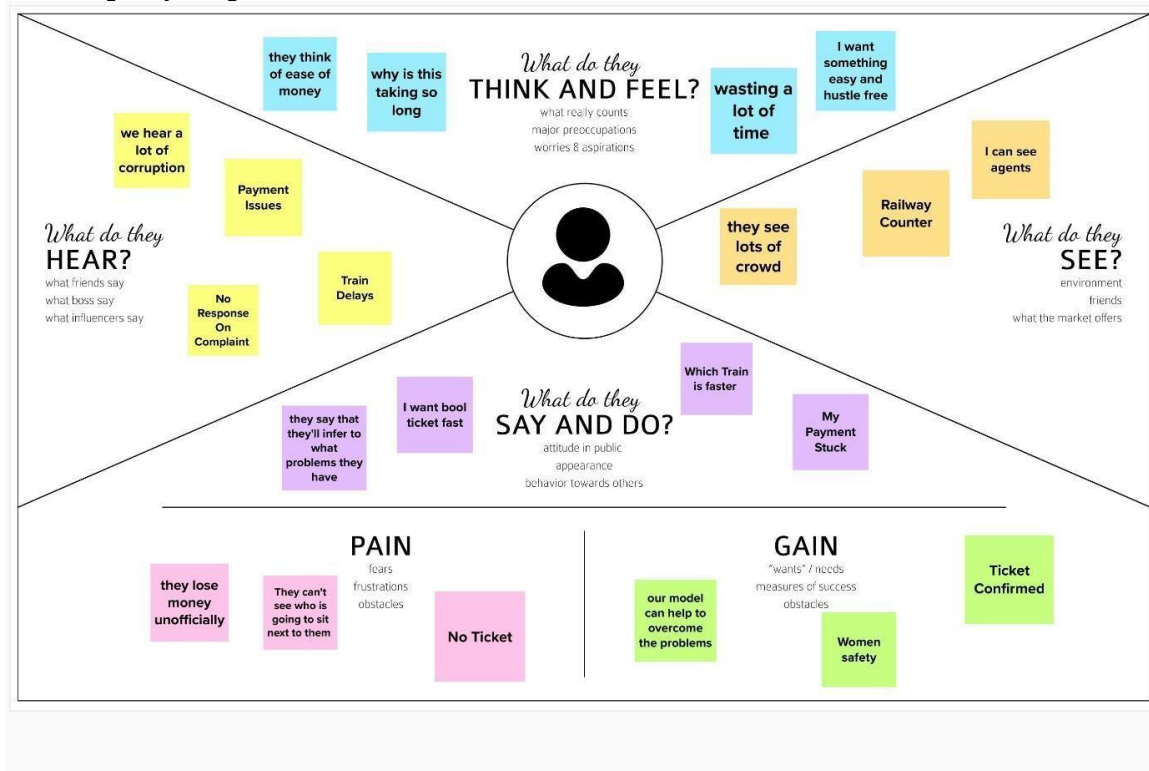 they think
of ease of
money
why is this
taking so
long
What do they
THINK AND FEEL?
what really counts
major preoccupations
worries & aspirations
wasting a
lot of
time
I want
something
easy and
hustle free
we hear a
lot of
corruption
Payment
Issues
What do they
HEAR?
what friends say
what boss say
what influencers say
No
Response
On
Complaint
Train
Delays
they see
lots of
crowd
Railway
Counter
I can see
agents
What do they
SEE?
environment
friends
what the market offers
they say that
they'll infer to
what
problems they
have
I want bool
ticket fast
What do they
SAY AND DO?
attitude in public
appearance
behavior towards others
Which Train
is faster
My
Payment
Stuck
PAIN
fears
frustrations
obstacles
they lose
money
unofficially
They can't
see who is
going to sit
next to them
No Ticket
GAIN
"wants" / needs
measures of success
obstacles
our model
can help to
overcome
the problems
Women
safety
Ticket
Confirmed